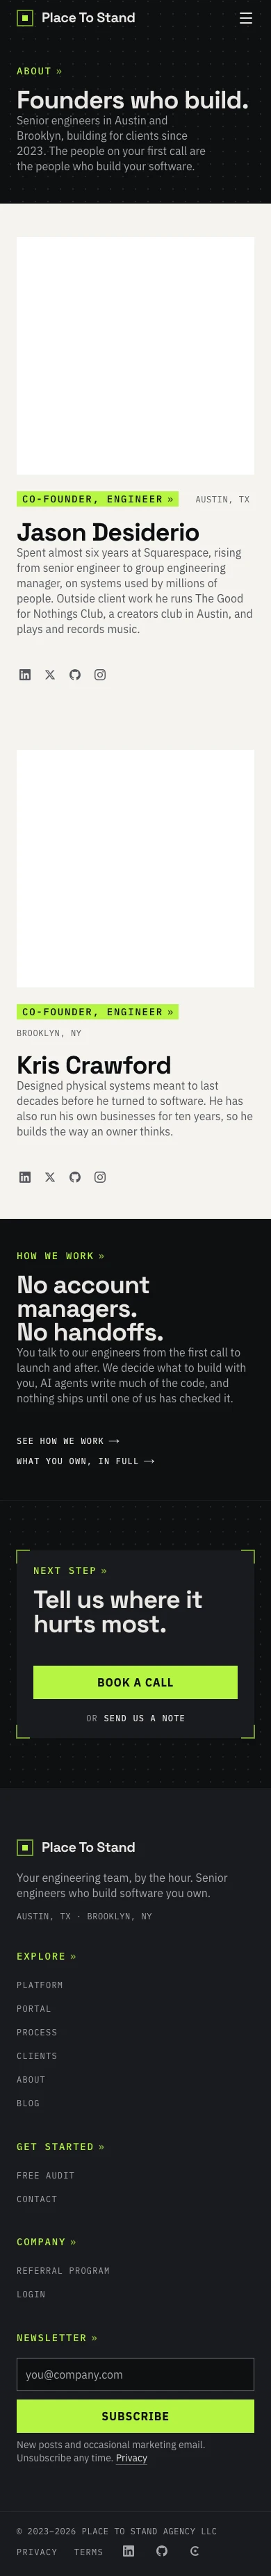 Place To Stand
ABOUT »
Founders who build.
Senior engineers in Austin and
Brooklyn, building for clients since
2023. The people on your first call are
the people who build your software.
CO-FOUNDER, ENGINEER » AUSTIN, TX
Jason Desiderio
Spent almost six years at Squarespace, rising
from senior engineer to group engineering
manager, on systems used by millions of
people. Outside client work he runs The Good
for Nothings Club, a creators club in Austin, and
plays and records music.
CO-FOUNDER, ENGINEER »
BROOKLYN, NY
Kris Crawford
Designed physical systems meant to last
decades before he turned to software. He has
also run his own businesses for ten years, so he
builds the way an owner thinks.
HOW WE WORK »
No account
managers.
No handoffs.
You talk to our engineers from the first call to
launch and after. We decide what to build with
you, AI agents write much of the code, and
nothing ships until one of us has checked it.
SEE HOW WE WORK →
WHAT YOU OWN, IN FULL →
NEXT STEP »
Tell us where it
hurts most.
BOOK A CALL
OR SEND US A NOTE
Place To Stand
Your engineering team, by the hour. Senior
engineers who build software you own.
AUSTIN, TX · BROOKLYN, NY
EXPLORE »
PLATFORM
PORTAL
PROCESS
CLIENTS
ABOUT
BLOG
GET STARTED »
FREE AUDIT
CONTACT
COMPANY »
REFERRAL PROGRAM
LOGIN
NEWSLETTER »
you@company.com
SUBSCRIBE
New posts and occasional marketing email.
Unsubscribe any time. Privacy
© 2023–2026 PLACE TO STAND AGENCY LLC
PRIVACY TERMS